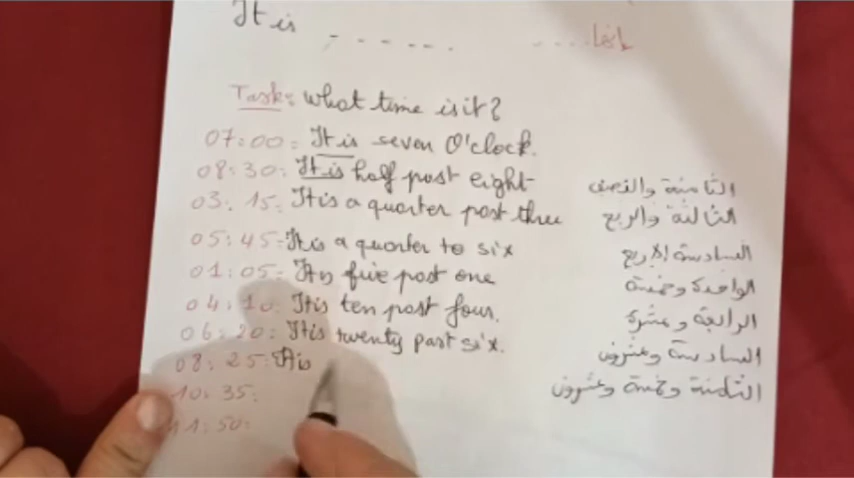 It is - - - - - - ....
Task: what time is it?
07:00: It is seven O'clock.
08:30: It is half past eight الثامنة والنصف
03:15: It is a quarter past three الثالثة والربع
05:45: It is a quarter to six السادسة إلا ربع
01:05: It is five past one الواحدة وخمسة
04:10: It is ten past four. الرابعة وعشرة
06:20: It is twenty past six. السادسة وعشرون
08:25: It is الثامنة وخمسة وعشرون
10:35:
11:50: